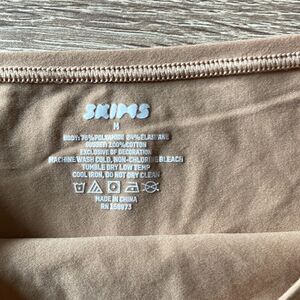 SKIMS
M
BODY: 76% POLYAMIDE 24% ELASTANE
GUSSET: 100% COTTON
EXCLUSIVE OF DECORATION
MACHINE WASH COLD, NON-CHLORINE BLEACH
TUMBLE DRY LOW TEMP
COOL IRON, DO NOT DRY CLEAN
MADE IN CHINA
RN 158973